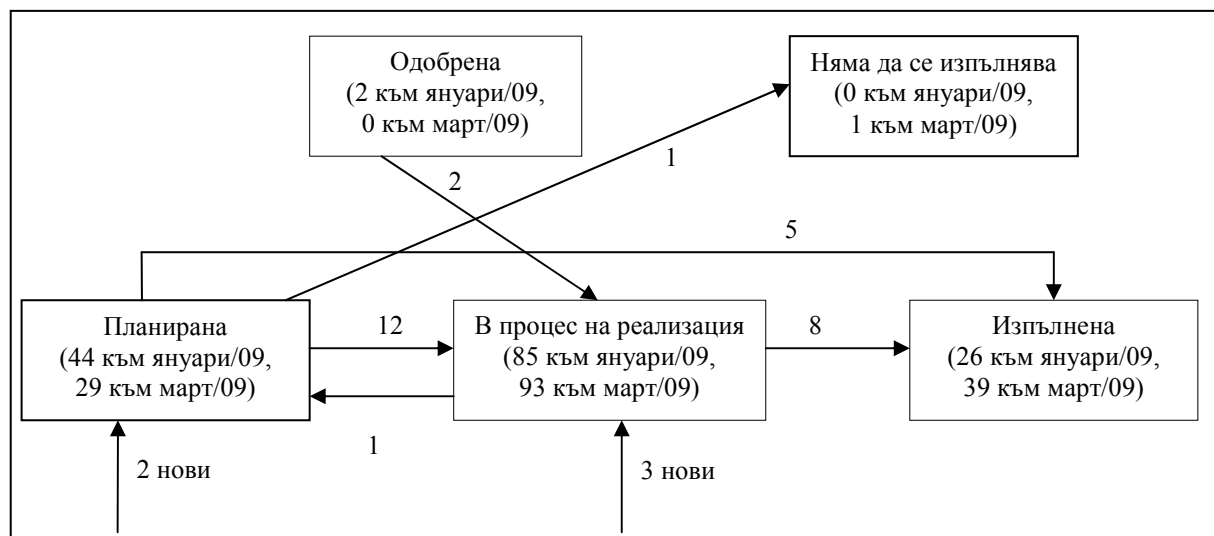 Одобрена
(2 към януари/09,
0 към март/09)
Няма да се изпълнява
(0 към януари/09,
1 към март/09)
2
1
5
Планирана
(44 към януари/09,
29 към март/09)
12
В процес на реализация
(85 към януари/09,
93 към март/09)
8
Изпълнена
(26 към януари/09,
39 към март/09)
1
2 нови
3 нови